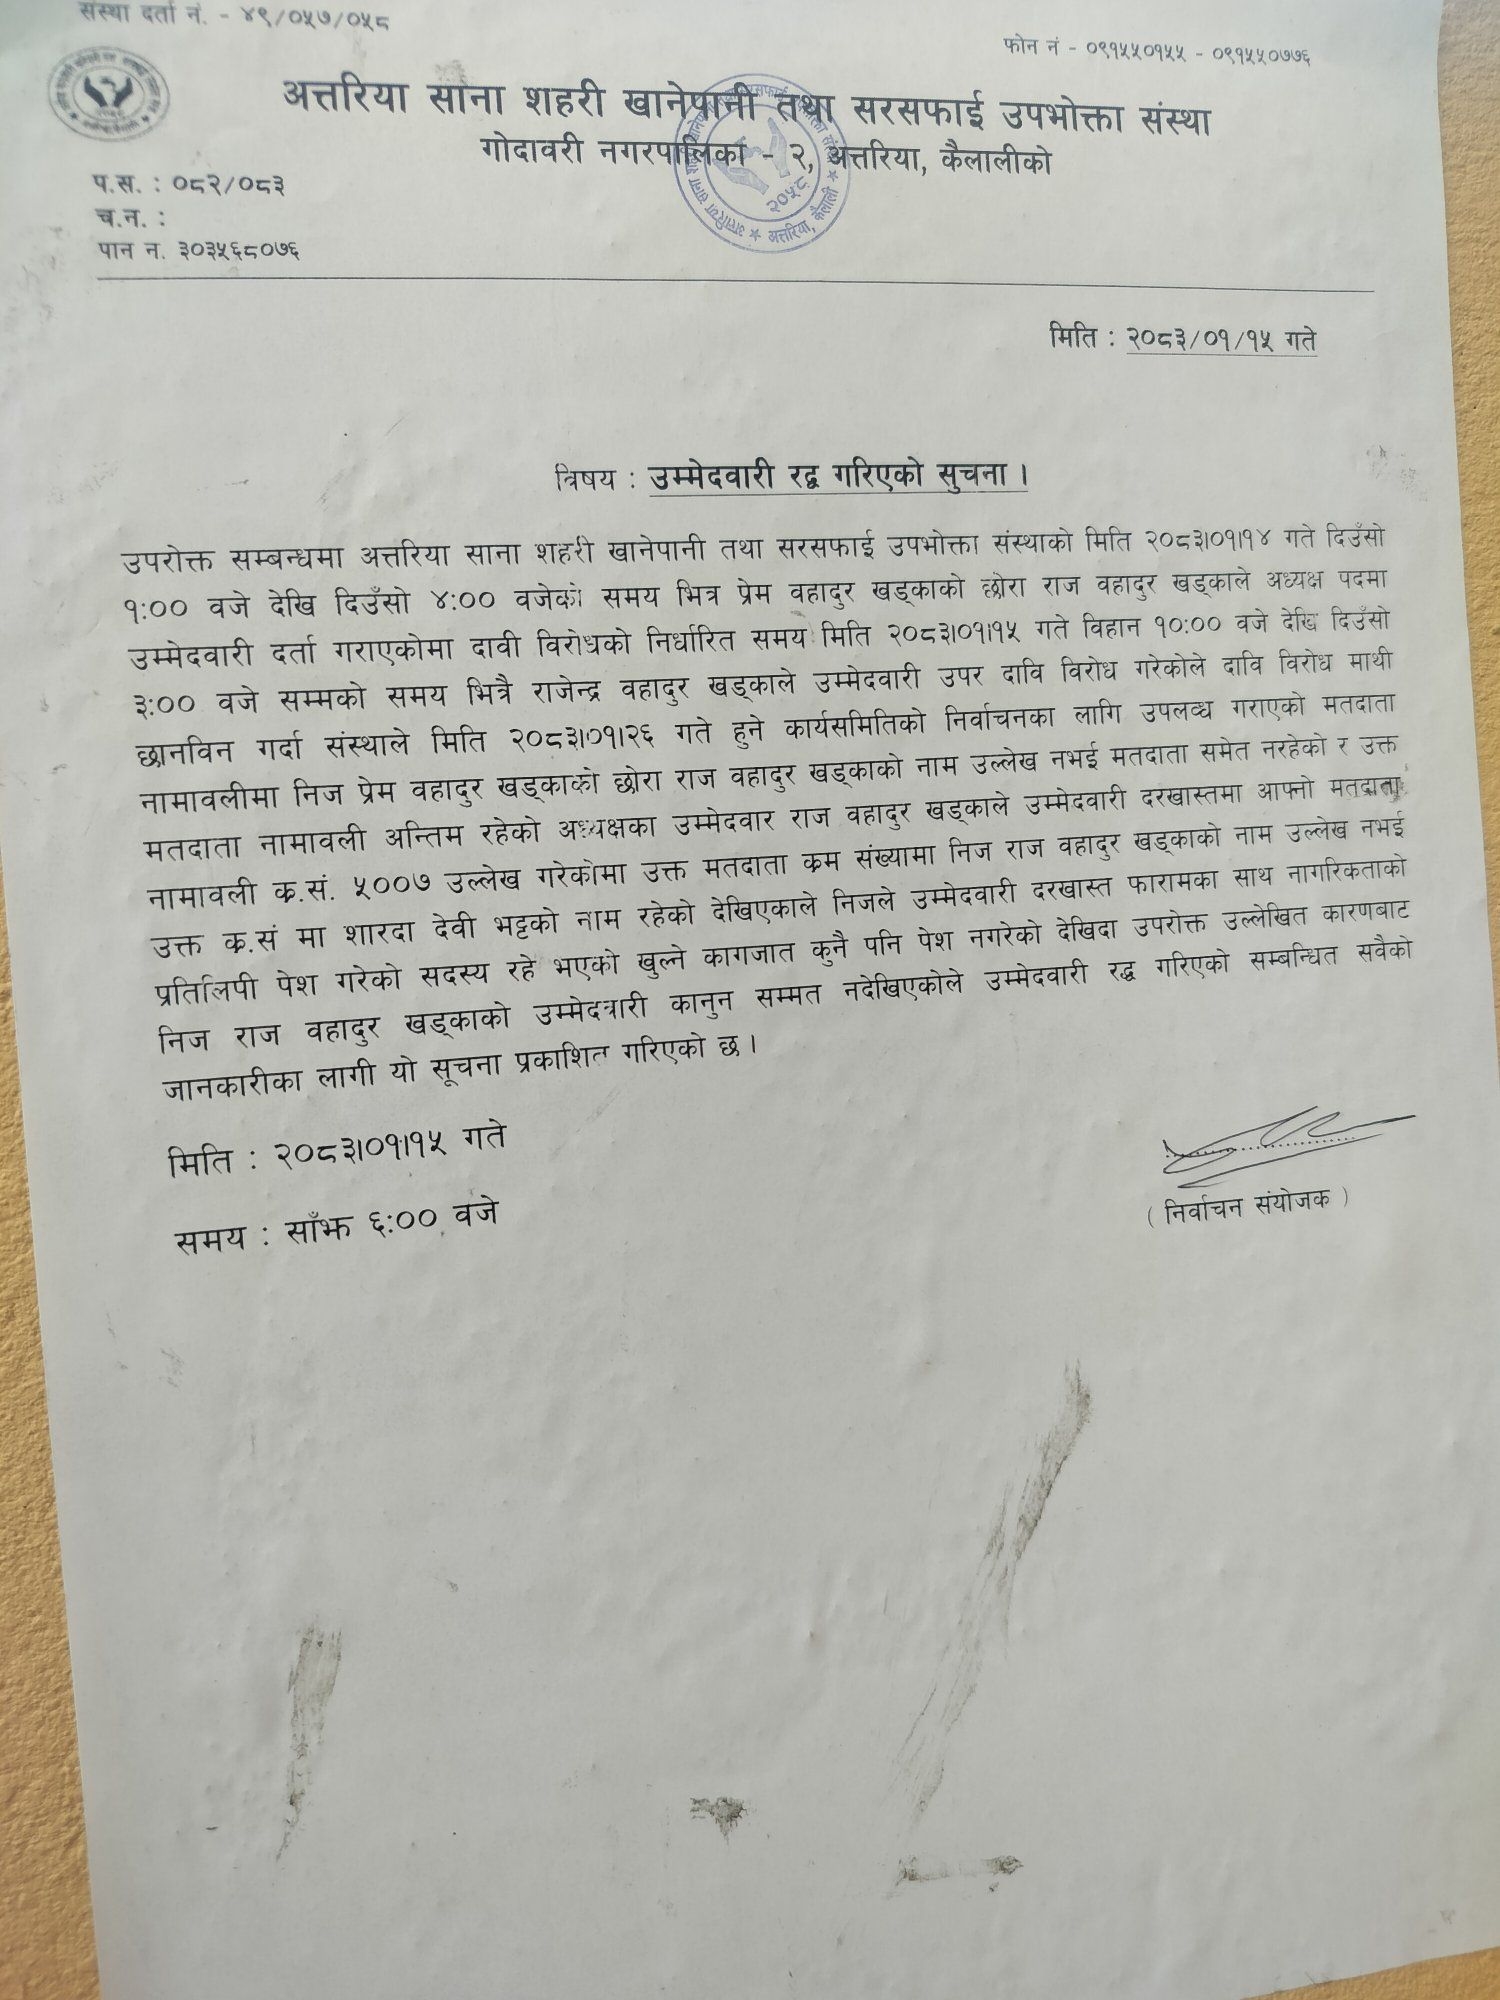 संस्था दर्ता नं. - ४९/०५७/०५८
फोन नं - ०९१५५०१५५ - ०९१५५०७७६
अत्तरिया साना शहरी खानेपानी तथा सरसफाई उपभोक्ता संस्था
गोदावरी नगरपालिका - २, अत्तरिया, कैलालीको
२०५८
अत्तरिया, कैलाली
प.स. : ०८२/०८३
च.न. :
पान न. ३०३५६८०७६
मिति : २०८३/०१/१५ गते
विषय : उम्मेदवारी रद्ध गरिएको सुचना ।
उपरोक्त सम्बन्धमा अत्तरिया साना शहरी खानेपानी तथा सरसफाई उपभोक्ता संस्थाको मिति २०८३।०१।१४ गते दिउँसो
१:०० वजे देखि दिउँसो ४:०० वजेको समय भित्र प्रेम वहादुर खड्काको छोरा राज वहादुर खड्काले अध्यक्ष पदमा
उम्मेदवारी दर्ता गराएकोमा दावी विरोधको निर्धारित समय मिति २०८३।०१।१५ गते विहान १०:०० वजे देखि दिउँसो
३:०० वजे सम्मको समय भित्रै राजेन्द्र वहादुर खड्काले उम्मेदवारी उपर दावि विरोध गरेकोले दावि विरोध माथी
छानविन गर्दा संस्थाले मिति २०८३।०१।२६ गते हुने कार्यसमितिको निर्वाचनका लागि उपलव्ध गराएको मतदाता
नामावलीमा निज प्रेम वहादुर खड्काको छोरा राज वहादुर खड्काको नाम उल्लेख नभई मतदाता समेत नरहेको र उक्त
मतदाता नामावली अन्तिम रहेको अध्यक्षका उम्मेदवार राज वहादुर खड्काले उम्मेदवारी दरखास्तमा आफ्नो मतदाता
नामावली क्र.सं. ५००७ उल्लेख गरेकोमा उक्त मतदाता क्रम संख्यामा निज राज वहादुर खड्काको नाम उल्लेख नभई
उक्त क्र.सं मा शारदा देवी भट्टको नाम रहेको देखिएकाले निजले उम्मेदवारी दरखास्त फारामका साथ नागरिकताको
प्रतिलिपी पेश गरेको सदस्य रहे भएको खुल्ने कागजात कुनै पनि पेश नगरेको देखिदा उपरोक्त उल्लेखित कारणबाट
निज राज वहादुर खड्काको उम्मेदवारी कानुन सम्मत नदेखिएकोले उम्मेदवारी रद्ध गरिएको सम्बन्धित सवैको
जानकारीका लागी यो सूचना प्रकाशित गरिएको छ ।
मिति : २०८३।०१।१५ गते
समय : साँझ ६:०० वजे
( निर्वाचन संयोजक )